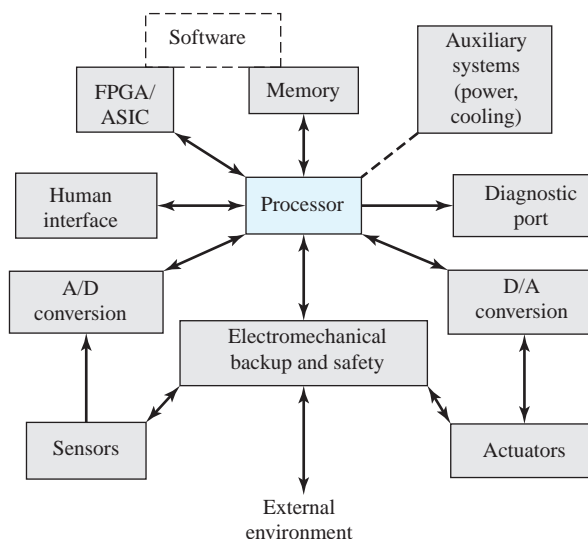 Software
Auxiliary
systems
(power,
cooling)
FPGA/
ASIC
Memory
Human
interface
Processor
Diagnostic
port
A/D
conversion
D/A
conversion
Electromechanical
backup and safety
Sensors
Actuators
External
environment